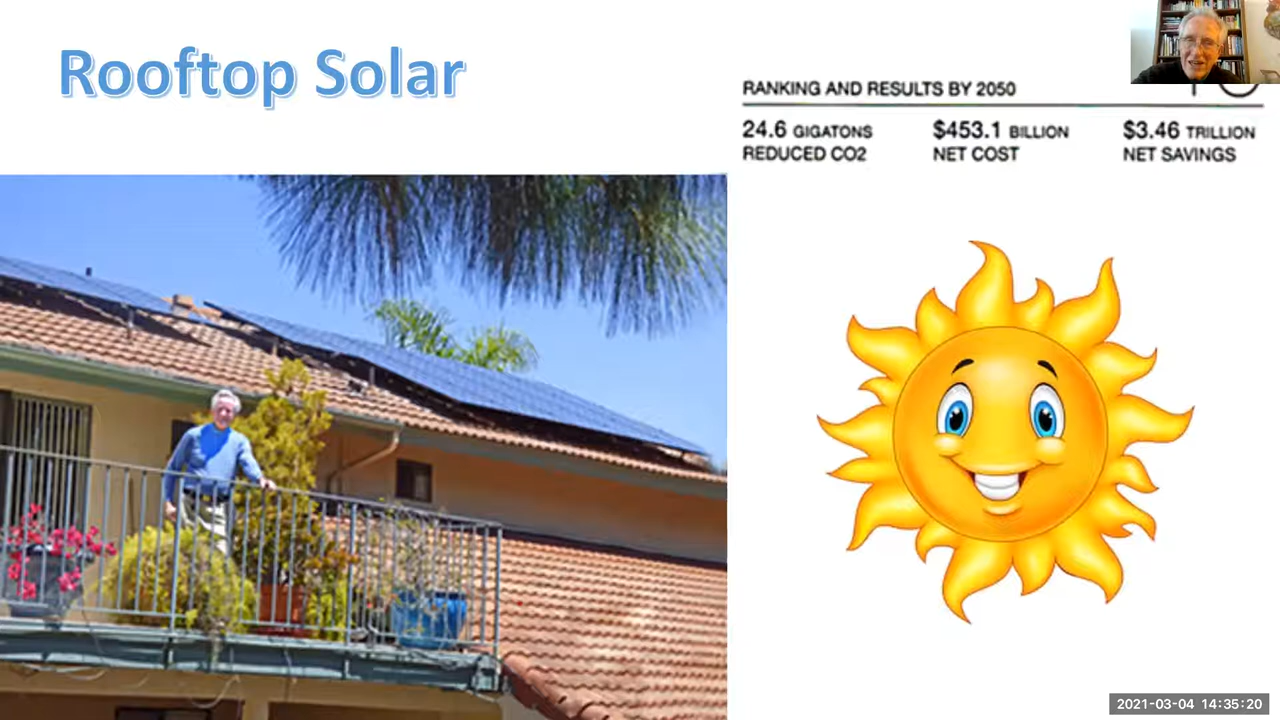 Rooftop Solar
RANKING AND RESULTS BY 2050
24.6 GIGATONS
REDUCED CO2
$453.1 BILLION
NET COST
$3.46 TRILLION
NET SAVINGS
2021-03-04 14:35:20